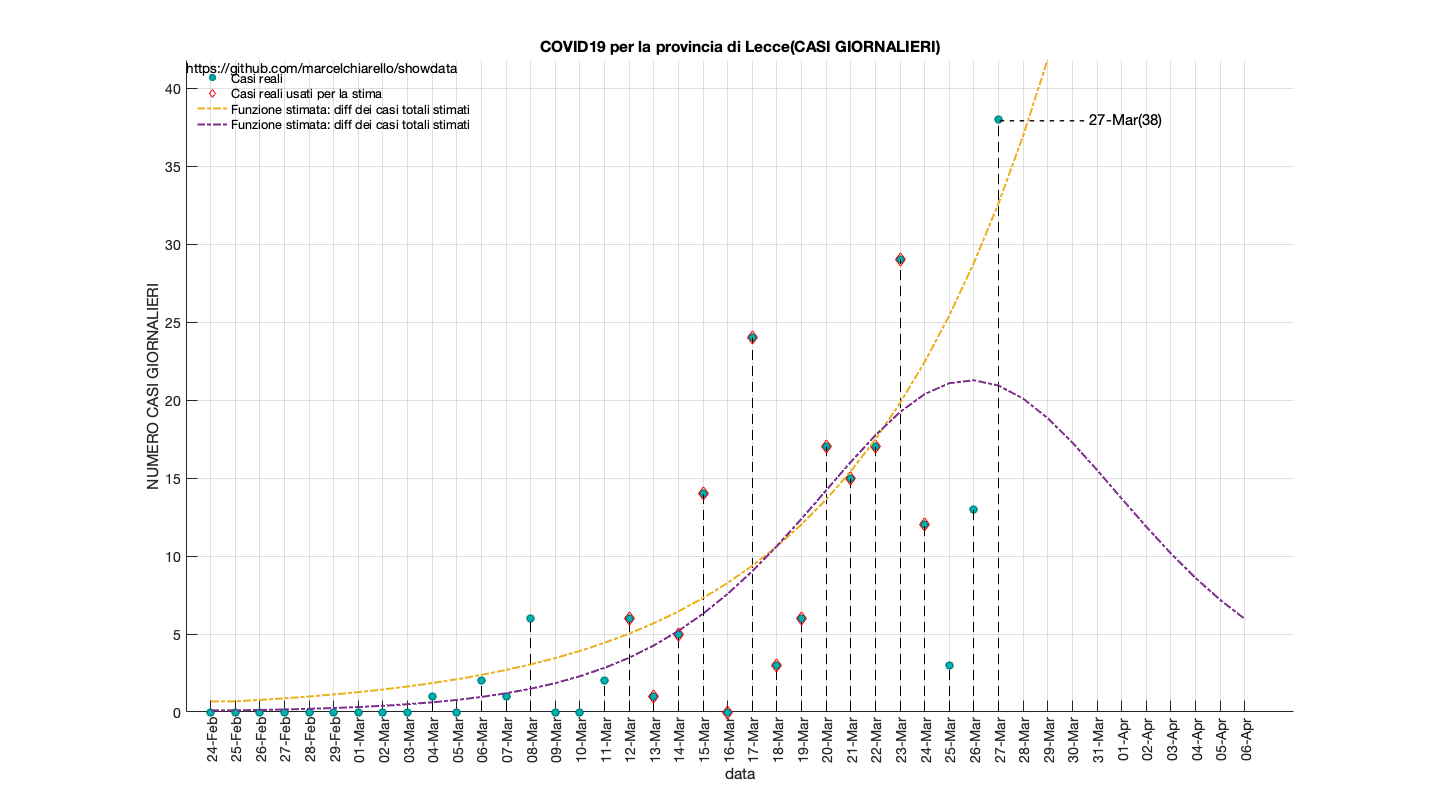 COVID19 per la provincia di Lecce(CASI GIORNALIERI)
https://github.com/marcelchiarello/showdata
Casi reali
Casi reali usati per la stima
Funzione stimata: diff dei casi totali stimati
Funzione stimata: diff dei casi totali stimati
27-Mar(38)
NUMERO CASI GIORNALIERI
40
35
30
25
20
15
10
5
0
24-Feb
25-Feb
26-Feb
27-Feb
28-Feb
29-Feb
01-Mar
02-Mar
03-Mar
04-Mar
05-Mar
06-Mar
07-Mar
08-Mar
09-Mar
10-Mar
11-Mar
12-Mar
13-Mar
14-Mar
15-Mar
16-Mar
17-Mar
18-Mar
19-Mar
20-Mar
21-Mar
22-Mar
23-Mar
24-Mar
25-Mar
26-Mar
27-Mar
28-Mar
29-Mar
30-Mar
31-Mar
01-Apr
02-Apr
03-Apr
04-Apr
05-Apr
06-Apr
data